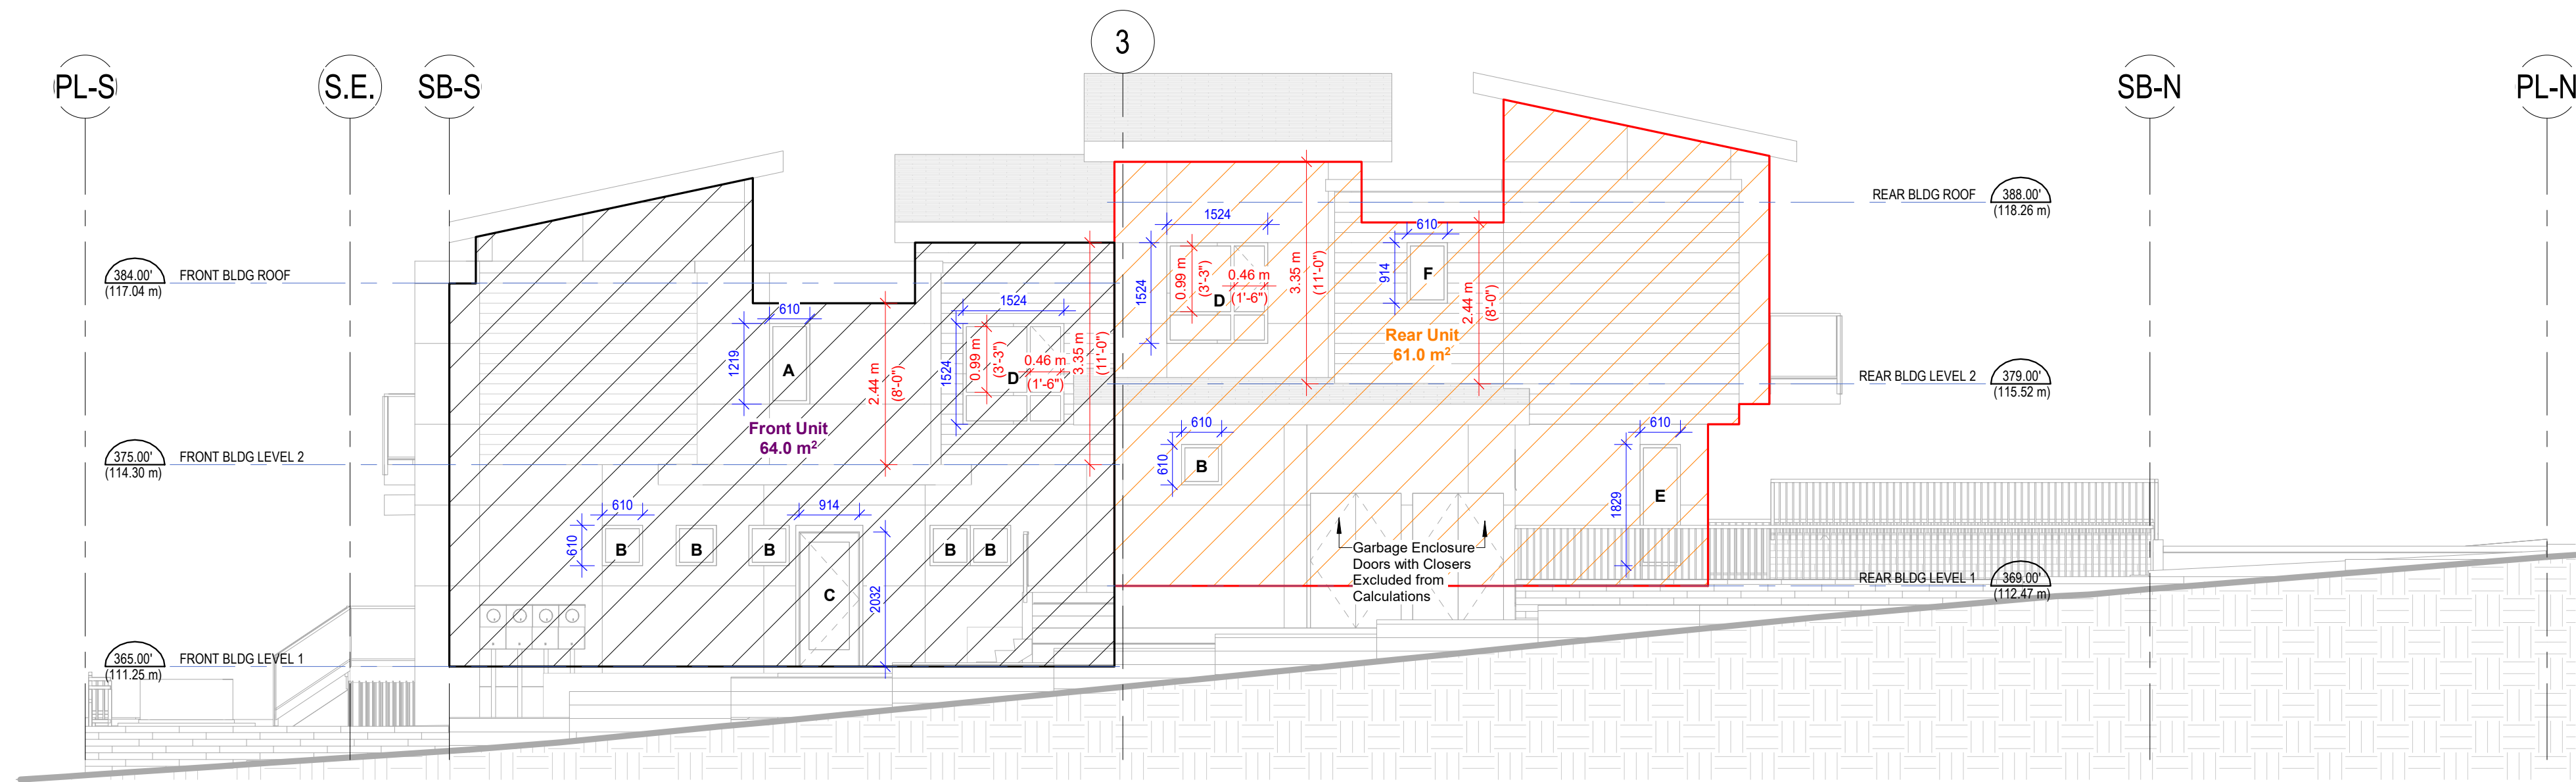 3
PL-S
S.E.
SB-S
SB-N
PL-N
384.00'
(117.04 m)
FRONT BLDG ROOF
375.00'
(114.30 m)
FRONT BLDG LEVEL 2
365.00'
(111.25 m)
FRONT BLDG LEVEL 1
REAR BLDG ROOF
388.00'
(118.26 m)
REAR BLDG LEVEL 2
379.00'
(115.52 m)
REAR BLDG LEVEL 1
369.00'
(112.47 m)
610
1219
A
2.44 m
(8'-0")
1524
1524
0.99 m
(3'-3")
0.46 m
(1'-6")
D
3.35 m
(11'-0")
Front Unit
64.0 m²
610
610
B
B
B
914
C
2032
B
B
1524
1524
0.99 m
(3'-3")
0.46 m
(1'-6")
D
3.35 m
(11'-0")
610
914
F
2.44 m
(8'-0")
Rear Unit
61.0 m²
610
610
B
610
1829
E
Garbage Enclosure
Doors with Closers
Excluded from
Calculations